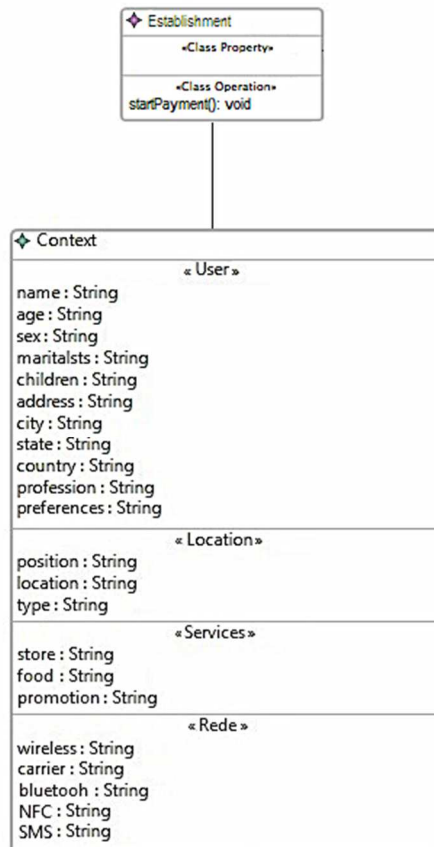 Establishment
«Class Property»
«Class Operation»
startPayment(): void
Context
« User »
name : String
age : String
sex : String
maritalsts : String
children : String
address : String
city : String
state : String
country : String
profession : String
preferences : String
« Location»
position : String
location : String
type : String
«Services»
store : String
food : String
promotion : String
« Rede »
wireless : String
carrier : String
bluetooh : String
NFC : String
SMS : String